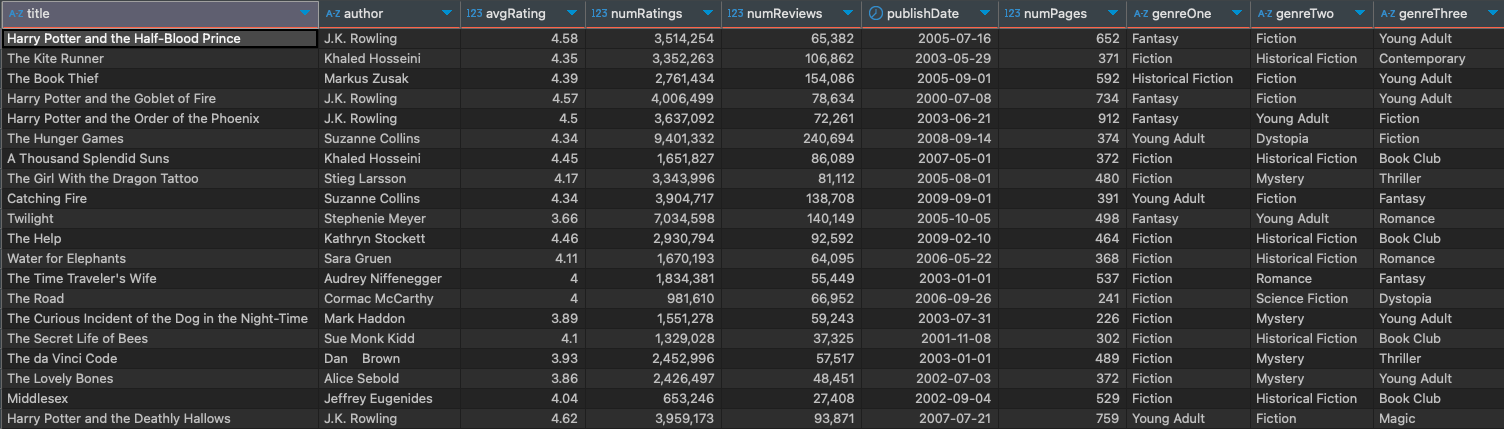 A-Z title A-Z author 123 avgRating 123 numRatings 123 numReviews publishDate 123 numPages A-Z genreOne A-Z genreTwo A-Z genreThree
Harry Potter and the Half-Blood Prince J.K. Rowling 4.58 3,514,254 65,382 2005-07-16 652 Fantasy Fiction Young Adult
The Kite Runner Khaled Hosseini 4.35 3,352,263 106,862 2003-05-29 371 Fiction Historical Fiction Contemporary
The Book Thief Markus Zusak 4.39 2,761,434 154,086 2005-09-01 592 Historical Fiction Fiction Young Adult
Harry Potter and the Goblet of Fire J.K. Rowling 4.57 4,006,499 78,634 2000-07-08 734 Fantasy Fiction Young Adult
Harry Potter and the Order of the Phoenix J.K. Rowling 4.5 3,637,092 72,261 2003-06-21 912 Fantasy Young Adult Fiction
The Hunger Games Suzanne Collins 4.34 9,401,332 240,694 2008-09-14 374 Young Adult Dystopia Fiction
A Thousand Splendid Suns Khaled Hosseini 4.45 1,651,827 86,089 2007-05-01 372 Fiction Historical Fiction Book Club
The Girl With the Dragon Tattoo Stieg Larsson 4.17 3,343,996 81,112 2005-08-01 480 Fiction Mystery Thriller
Catching Fire Suzanne Collins 4.34 3,904,717 138,708 2009-09-01 391 Young Adult Fiction Fantasy
Twilight Stephenie Meyer 3.66 7,034,598 140,149 2005-10-05 498 Fantasy Young Adult Romance
The Help Kathryn Stockett 4.46 2,930,794 92,592 2009-02-10 464 Fiction Historical Fiction Book Club
Water for Elephants Sara Gruen 4.11 1,670,193 64,095 2006-05-22 368 Fiction Historical Fiction Romance
The Time Traveler's Wife Audrey Niffenegger 4 1,834,381 55,449 2003-01-01 537 Fiction Romance Fantasy
The Road Cormac McCarthy 4 981,610 66,952 2006-09-26 241 Fiction Science Fiction Dystopia
The Curious Incident of the Dog in the Night-Time Mark Haddon 3.89 1,551,278 59,243 2003-07-31 226 Fiction Mystery Young Adult
The Secret Life of Bees Sue Monk Kidd 4.1 1,329,028 37,325 2001-11-08 302 Fiction Historical Fiction Book Club
The da Vinci Code Dan    Brown 3.93 2,452,996 57,517 2003-01-01 489 Fiction Mystery Thriller
The Lovely Bones Alice Sebold 3.86 2,426,497 48,451 2002-07-03 372 Fiction Mystery Young Adult
Middlesex Jeffrey Eugenides 4.04 653,246 27,408 2002-09-04 529 Fiction Historical Fiction Book Club
Harry Potter and the Deathly Hallows J.K. Rowling 4.62 3,959,173 93,871 2007-07-21 759 Young Adult Fiction Magic